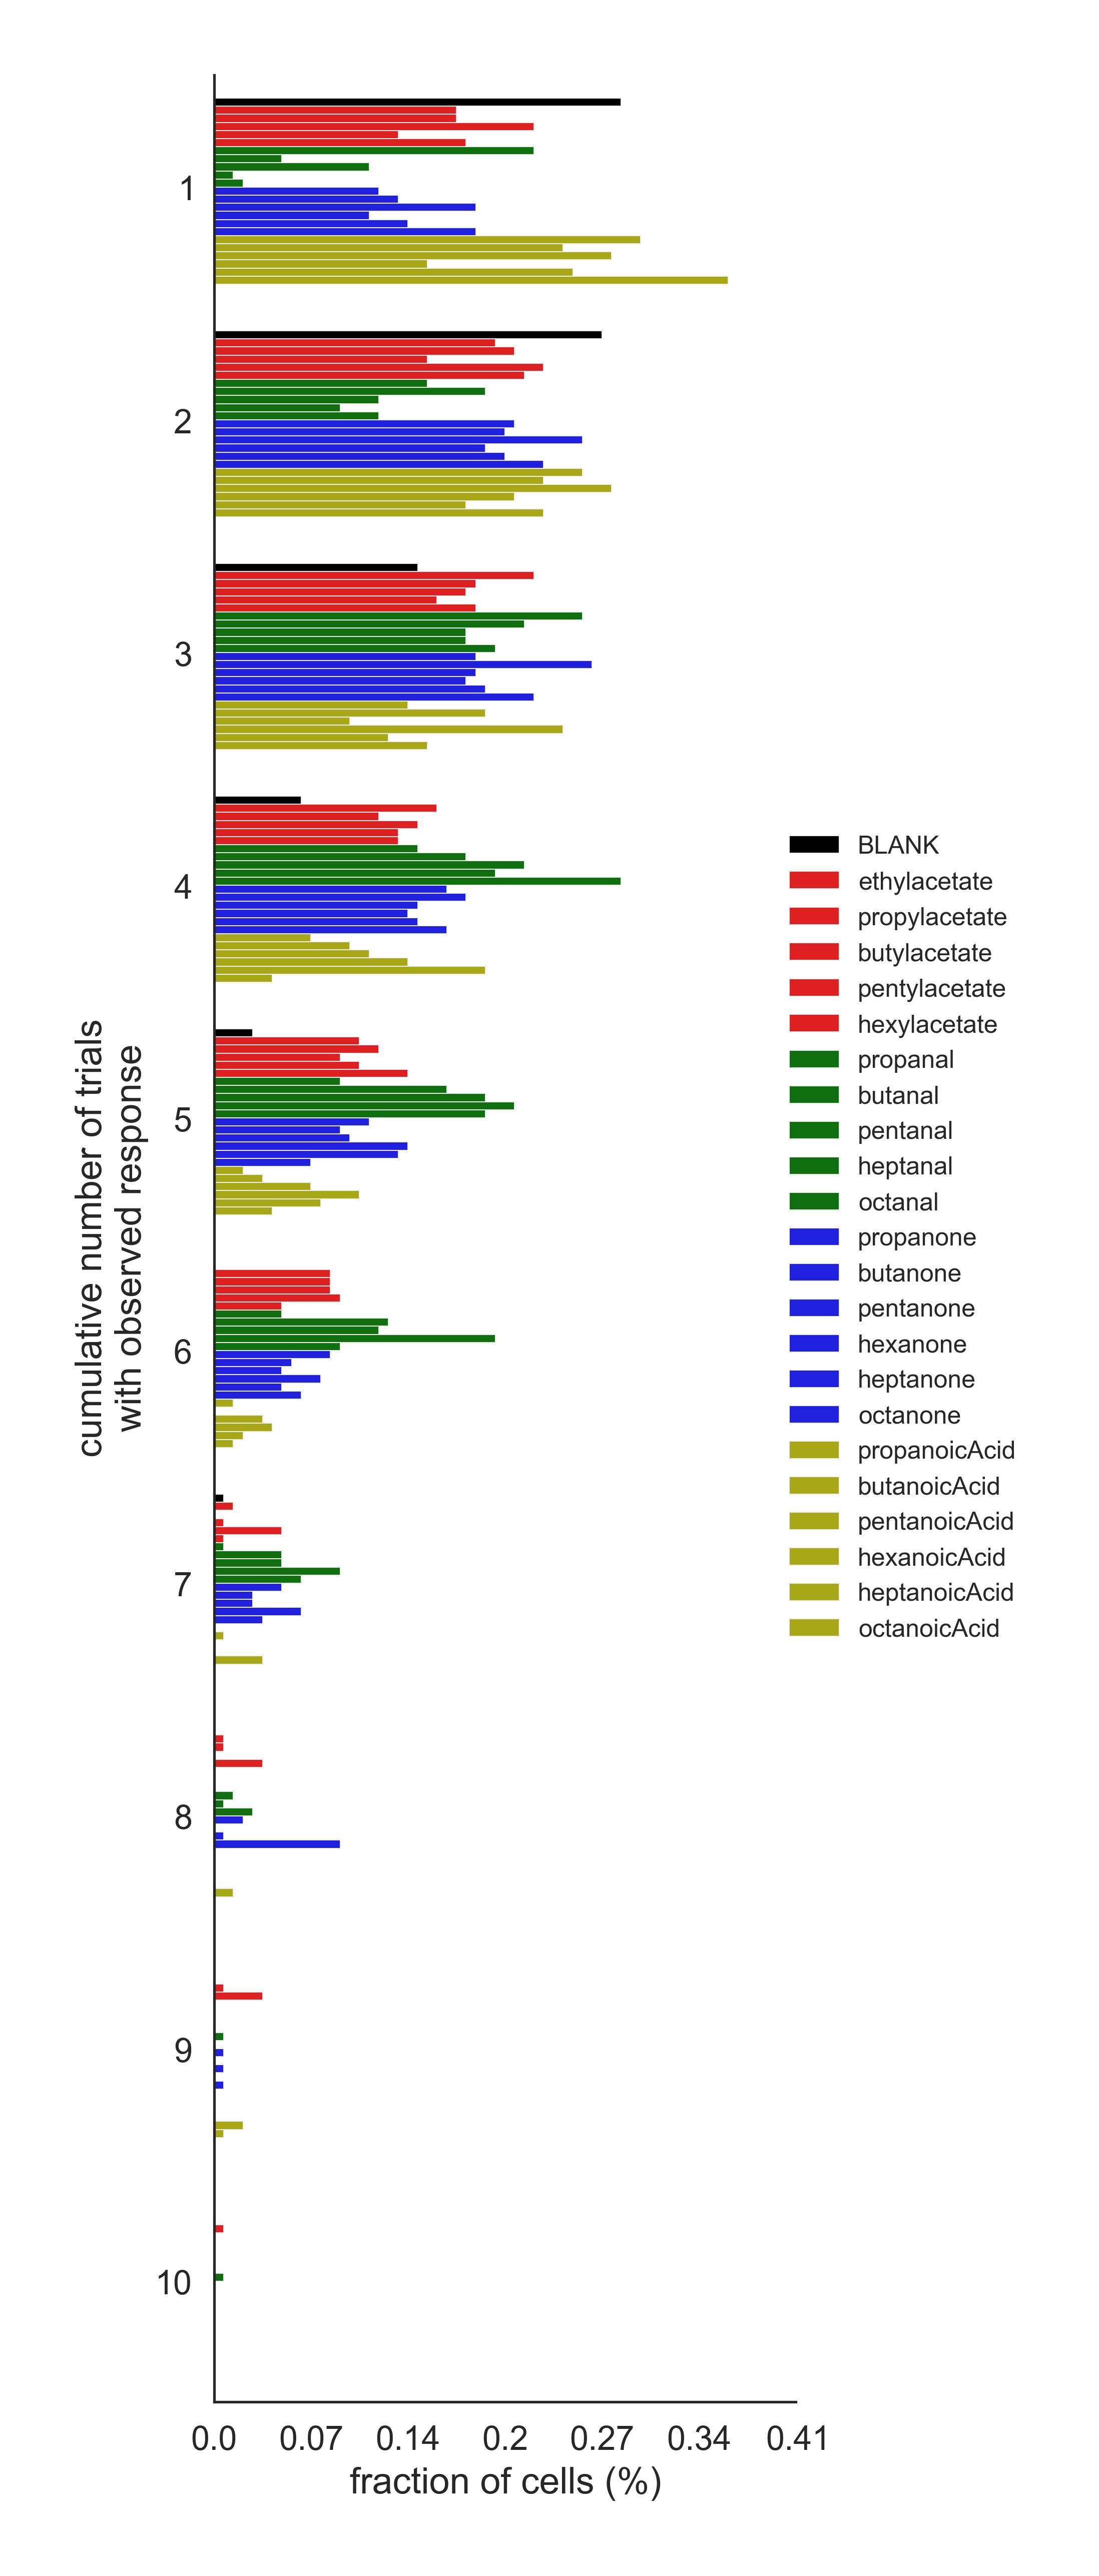 1
2
3
4
5
6
7
8
9
10
cumulative number of trials
with observed response
BLANK
ethylacetate
propylacetate
butylacetate
pentylacetate
hexylacetate
propanal
butanal
pentanal
heptanal
octanal
propanone
butanone
pentanone
hexanone
heptanone
octanone
propanoicAcid
butanoicAcid
pentanoicAcid
hexanoicAcid
heptanoicAcid
octanoicAcid
0.0 0.07 0.14 0.2 0.27 0.34 0.41
fraction of cells (%)